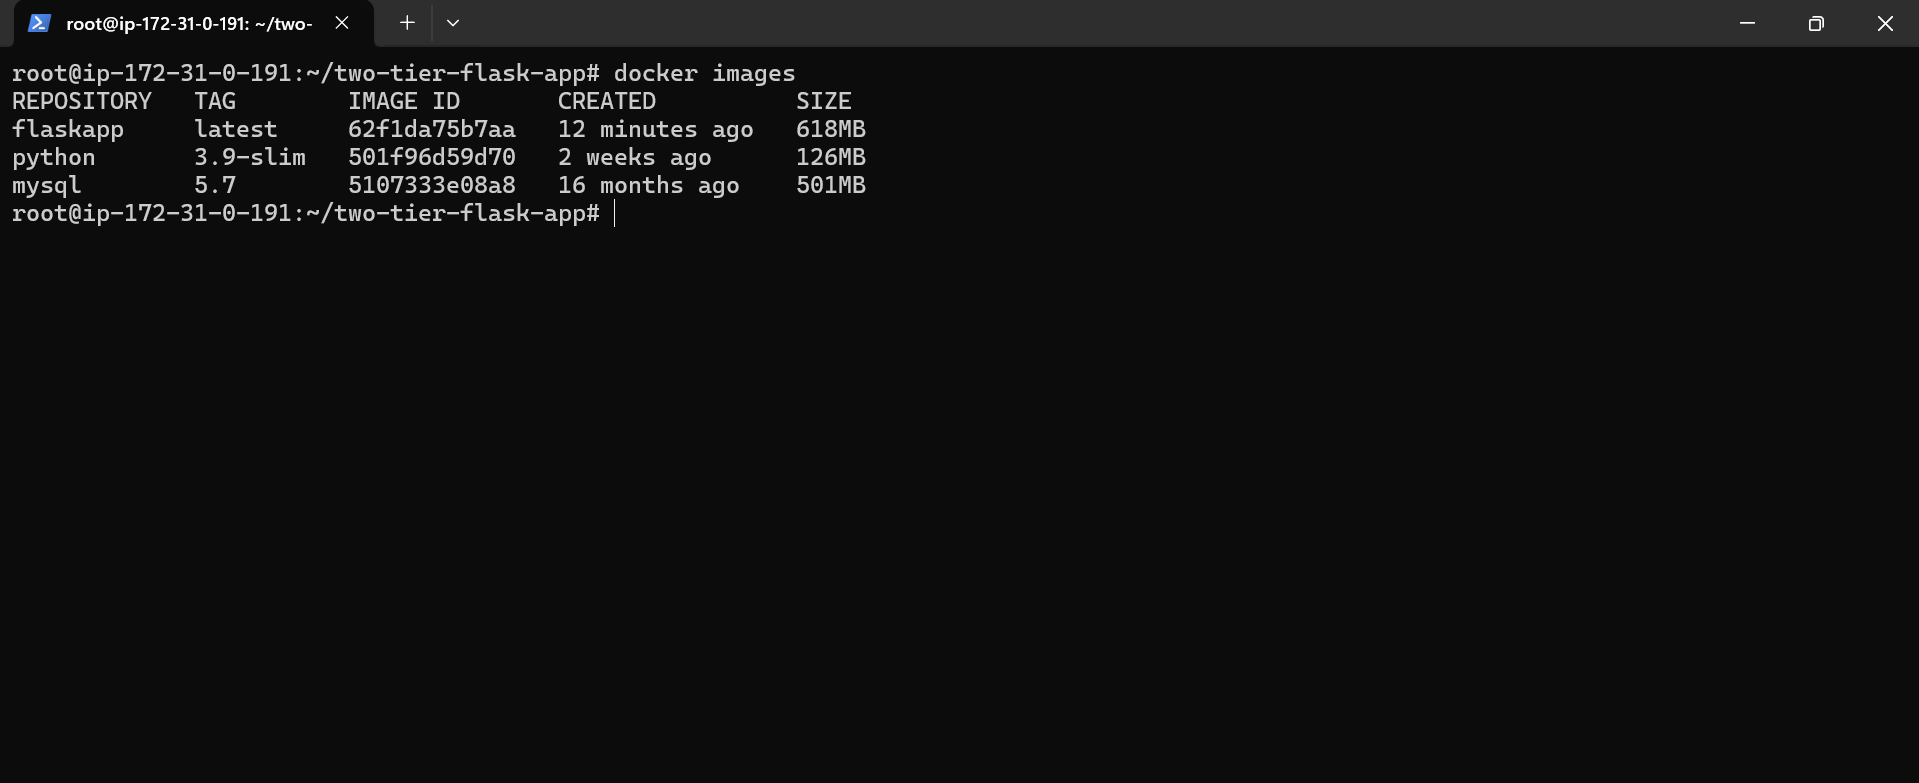 root@ip-172-31-0-191: ~/two-
root@ip-172-31-0-191:~/two-tier-flask-app# docker images
REPOSITORY   TAG        IMAGE ID       CREATED          SIZE
flaskapp     latest     62f1da75b7aa   12 minutes ago   618MB
python       3.9-slim   501f96d59d70   2 weeks ago      126MB
mysql        5.7        5107333e08a8   16 months ago    501MB
root@ip-172-31-0-191:~/two-tier-flask-app#